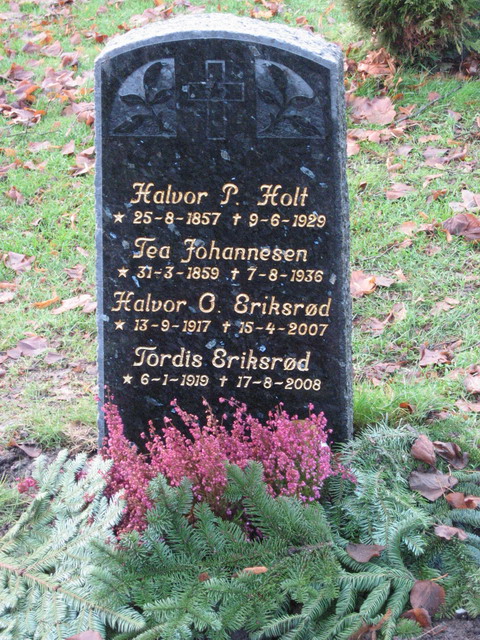 Halvor P. Holt
★ 25-8-1857 ✝ 9-6-1929
Tea Johannesen
★ 31-3-1859 ✝ 7-8-1936
Halvor O. Eriksrød
★ 13-9-1917 ✝ 15-4-2007
Tordis Eriksrød
★ 6-1-1919 ✝ 17-8-2008